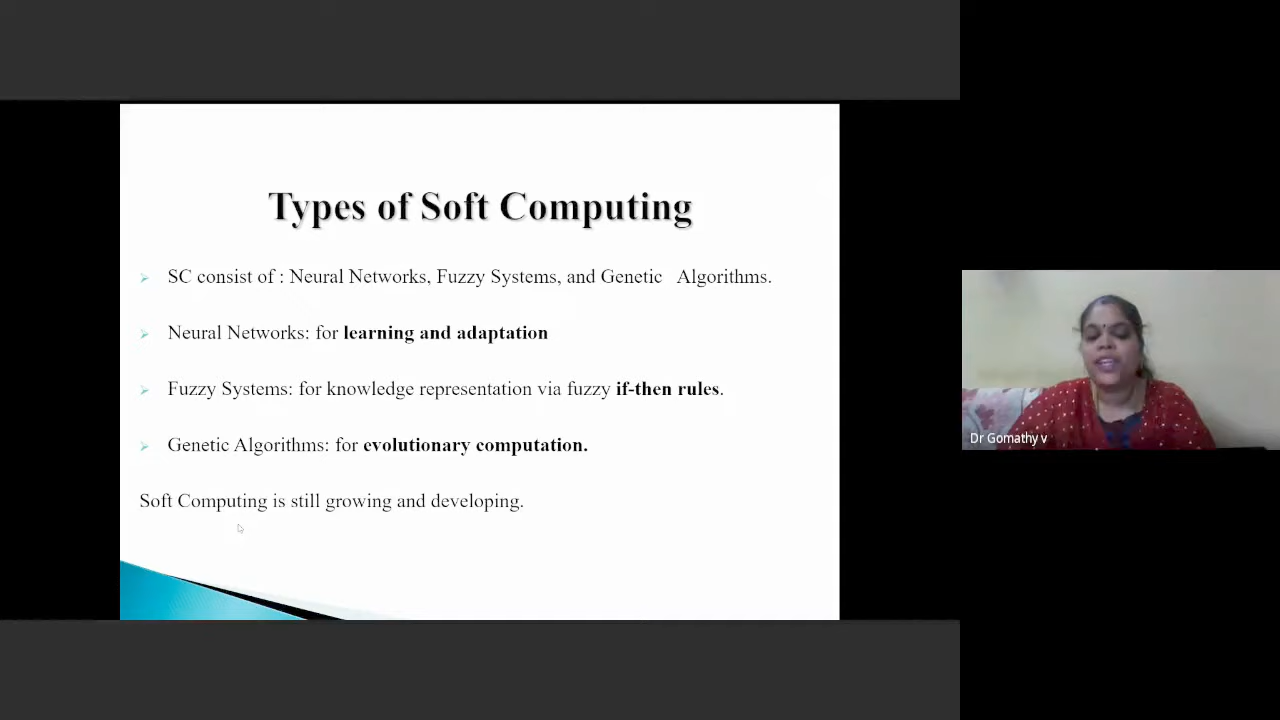 Types of Soft Computing
SC consist of : Neural Networks, Fuzzy Systems, and Genetic Algorithms.
Neural Networks: for learning and adaptation
Fuzzy Systems: for knowledge representation via fuzzy if-then rules.
Genetic Algorithms: for evolutionary computation.
Soft Computing is still growing and developing.
Dr Gomathy v